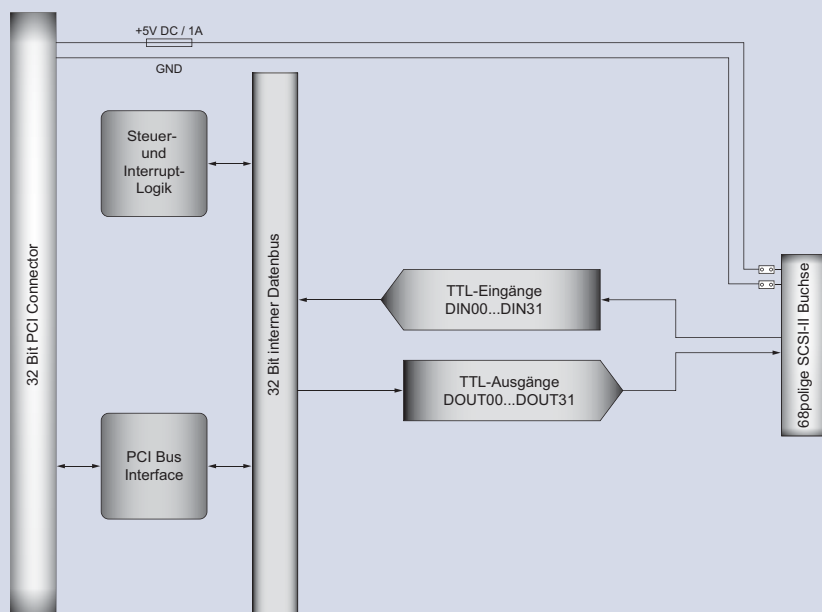 +5V DC / 1A
GND
Steuer-
und
Interrupt-
Logik
32 Bit PCI Connector
32 Bit interner Datenbus
TTL-Eingänge
DIN00...DIN31
TTL-Ausgänge
DOUT00...DOUT31
68polige SCSI-II Buchse
PCI Bus
Interface